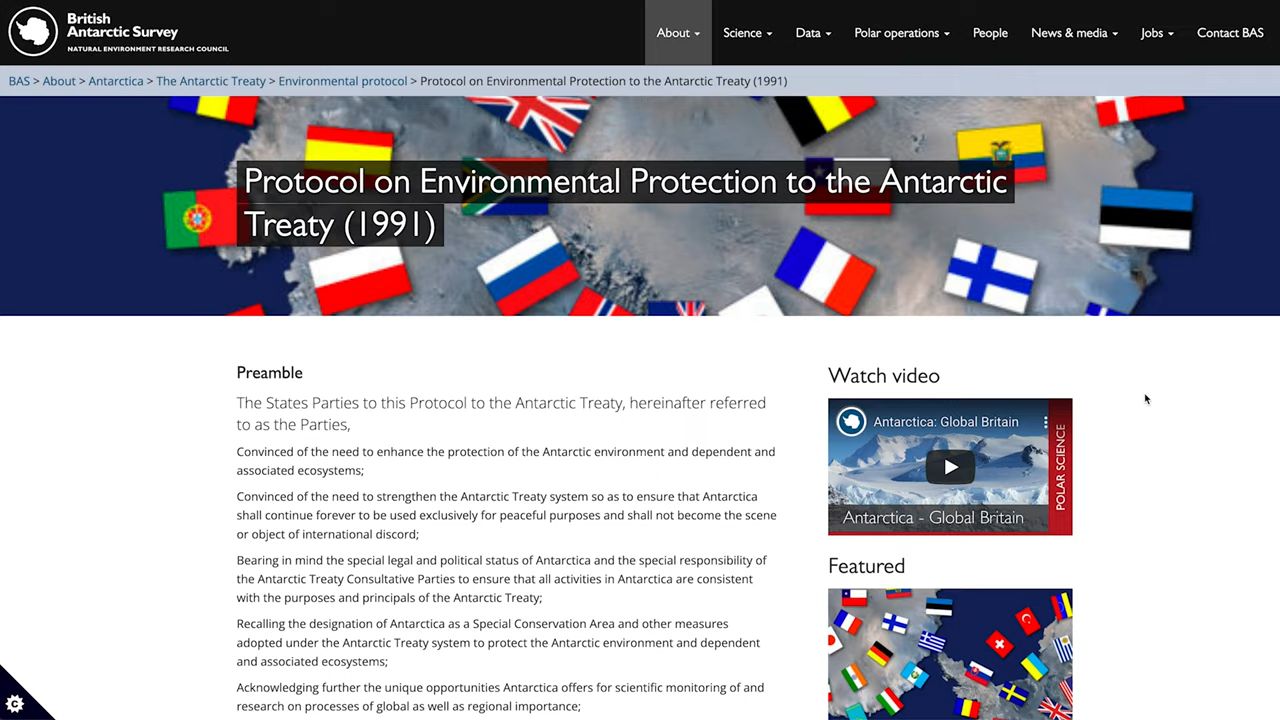 British
Antarctic Survey
NATURAL ENVIRONMENT RESEARCH COUNCIL
About
Science
Data
Polar operations
People
News & media
Jobs
Contact BAS
BAS > About > Antarctica > The Antarctic Treaty > Environmental protocol > Protocol on Environmental Protection to the Antarctic Treaty (1991)
Protocol on Environmental Protection to the Antarctic
Treaty (1991)
Preamble
The States Parties to this Protocol to the Antarctic Treaty, hereinafter referred
to as the Parties,
Convinced of the need to enhance the protection of the Antarctic environment and dependent and
associated ecosystems;
Convinced of the need to strengthen the Antarctic Treaty system so as to ensure that Antarctica
shall continue forever to be used exclusively for peaceful purposes and shall not become the scene
or object of international discord;
Bearing in mind the special legal and political status of Antarctica and the special responsibility of
the Antarctic Treaty Consultative Parties to ensure that all activities in Antarctica are consistent
with the purposes and principals of the Antarctic Treaty;
Recalling the designation of Antarctica as a Special Conservation Area and other measures
adopted under the Antarctic Treaty system to protect the Antarctic environment and dependent
and associated ecosystems;
Acknowledging further the unique opportunities Antarctica offers for scientific monitoring of and
research on processes of global as well as regional importance;
Watch video
Antarctica: Global Britain
POLAR SCIENCE
Antarctica - Global Britain
Featured